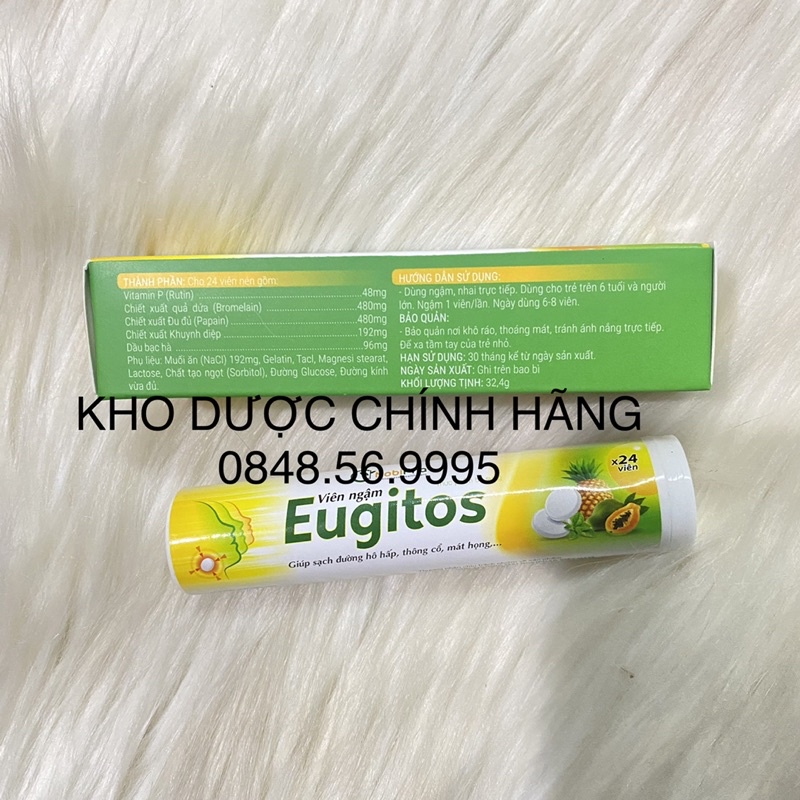 THÀNH PHẦN: Cho 24 viên nén gồm:
Vitamin P (Rutin) ........ 48mg
Chiết xuất quả dứa (Bromelain) ........ 480mg
Chiết xuất Đu đủ (Papain) ........ 480mg
Chiết xuất Khuynh diệp ........ 192mg
Dầu bạc hà ........ 96mg
Phụ liệu: Muối ăn (NaCl) 192mg, Gelatin, Tacl, Magnesi stearat,
Lactose, Chất tạo ngọt (Sorbitol), Đường Glucose, Đường kính
vừa đủ.
HƯỚNG DẪN SỬ DỤNG:
- Dùng ngậm, nhai trực tiếp. Dùng cho trẻ trên 6 tuổi và người
lớn. Ngậm 1 viên/lần. Ngày dùng 6-8 viên.
BẢO QUẢN:
- Bảo quản nơi khô ráo, thoáng mát, tránh ánh nắng trực tiếp.
Để xa tầm tay của trẻ nhỏ.
HẠN SỬ DỤNG: 30 tháng kể từ ngày sản xuất.
NGÀY SẢN XUẤT: Ghi trên bao bì
KHỐI LƯỢNG TỊNH: 32,4g
KHO DƯỢC CHÍNH HÃNG
0848.56.9995
Viên ngậm
Eugitos
Giúp sạch đường hô hấp, thông cổ, mát họng,...
x24
viên